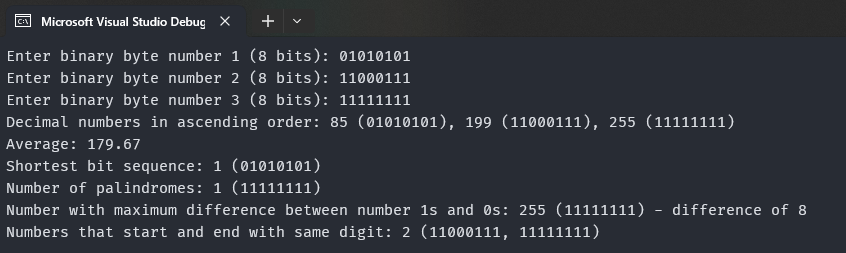 Microsoft Visual Studio Debug
Enter binary byte number 1 (8 bits): 01010101
Enter binary byte number 2 (8 bits): 11000111
Enter binary byte number 3 (8 bits): 11111111
Decimal numbers in ascending order: 85 (01010101), 199 (11000111), 255 (11111111)
Average: 179.67
Shortest bit sequence: 1 (01010101)
Number of palindromes: 1 (11111111)
Number with maximum difference between number 1s and 0s: 255 (11111111) - difference of 8
Numbers that start and end with same digit: 2 (11000111, 11111111)